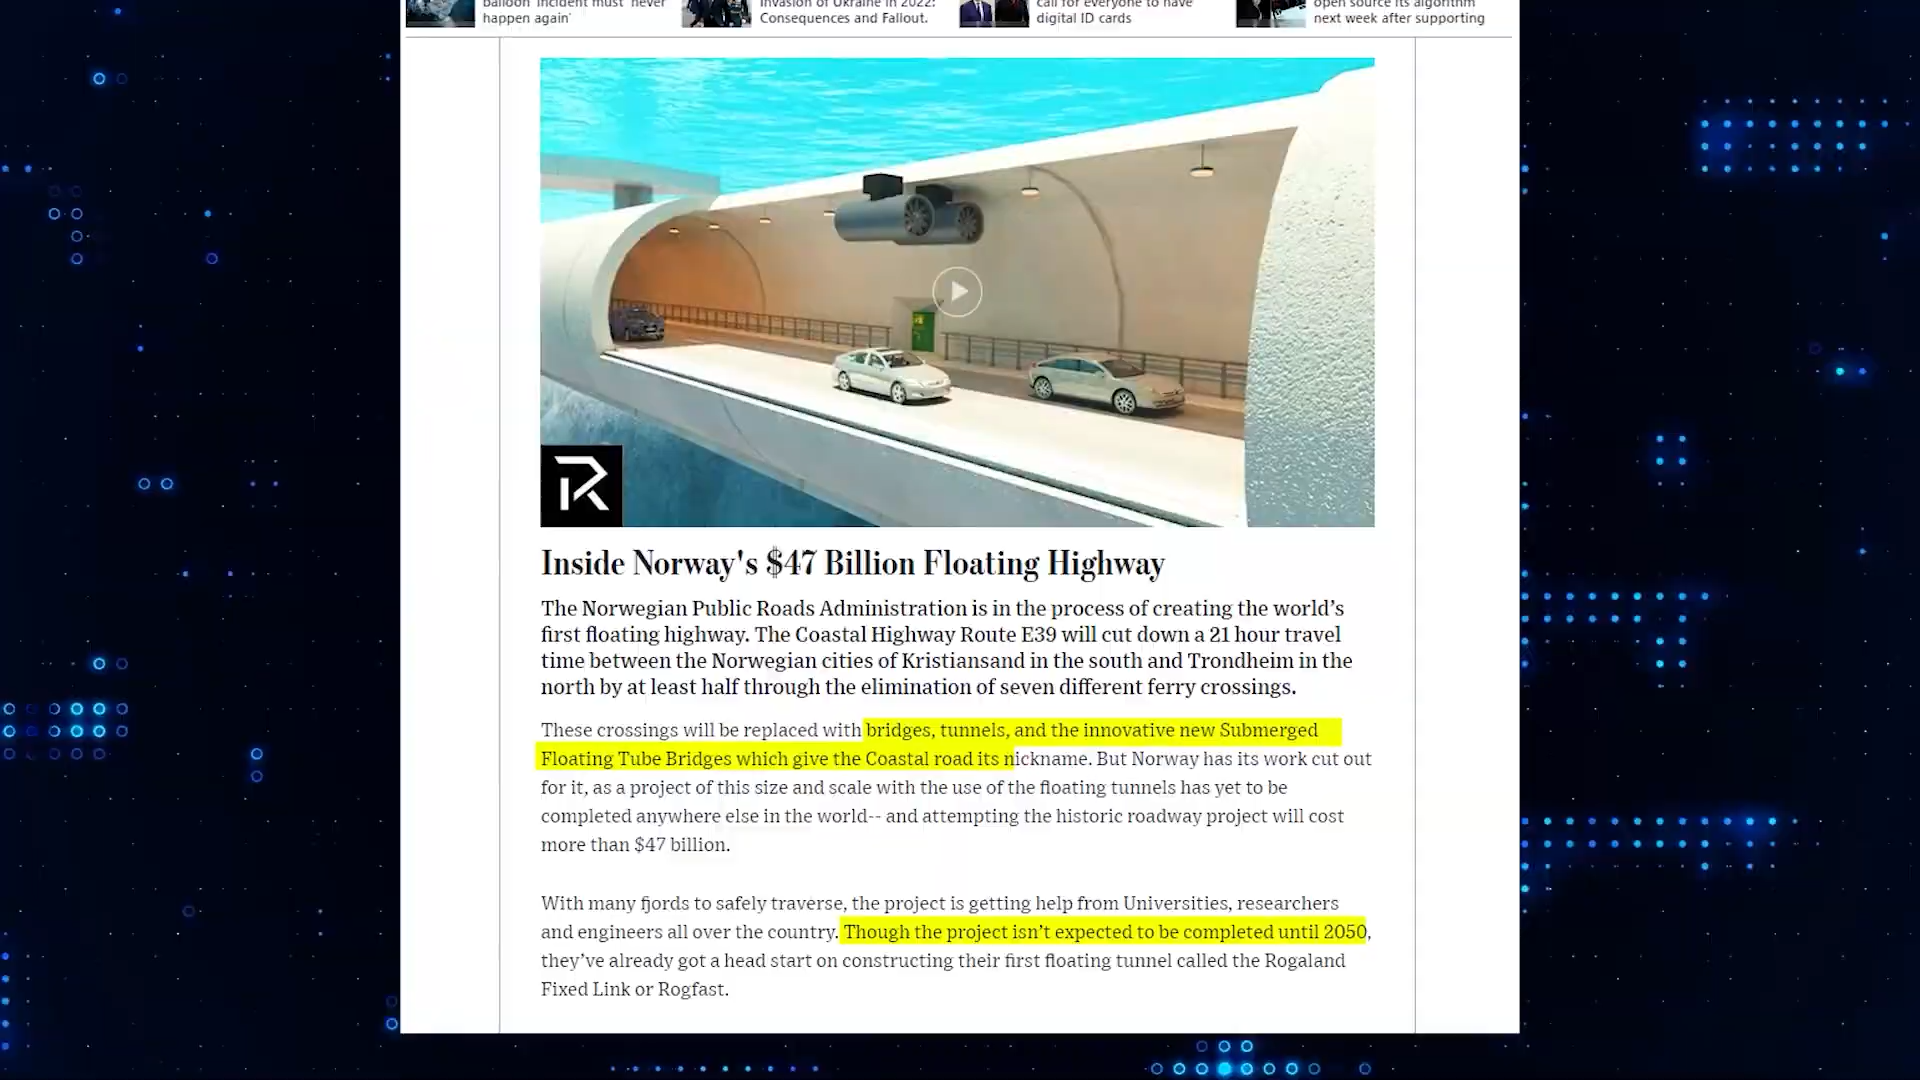 balloon 'incident must 'never
happen again'
invasion of Ukraine in 2022:
Consequences and Fallout.
call for everyone to have
digital ID cards
open source its algorithm
next week after supporting
Inside Norway's $47 Billion Floating Highway
The Norwegian Public Roads Administration is in the process of creating the world’s
first floating highway. The Coastal Highway Route E39 will cut down a 21 hour travel
time between the Norwegian cities of Kristiansand in the south and Trondheim in the
north by at least half through the elimination of seven different ferry crossings.
These crossings will be replaced with bridges, tunnels, and the innovative new Submerged
Floating Tube Bridges which give the Coastal road its nickname. But Norway has its work cut out
for it, as a project of this size and scale with the use of the floating tunnels has yet to be
completed anywhere else in the world-- and attempting the historic roadway project will cost
more than $47 billion.
With many fjords to safely traverse, the project is getting help from Universities, researchers
and engineers all over the country. Though the project isn’t expected to be completed until 2050,
they’ve already got a head start on constructing their first floating tunnel called the Rogaland
Fixed Link or Rogfast.